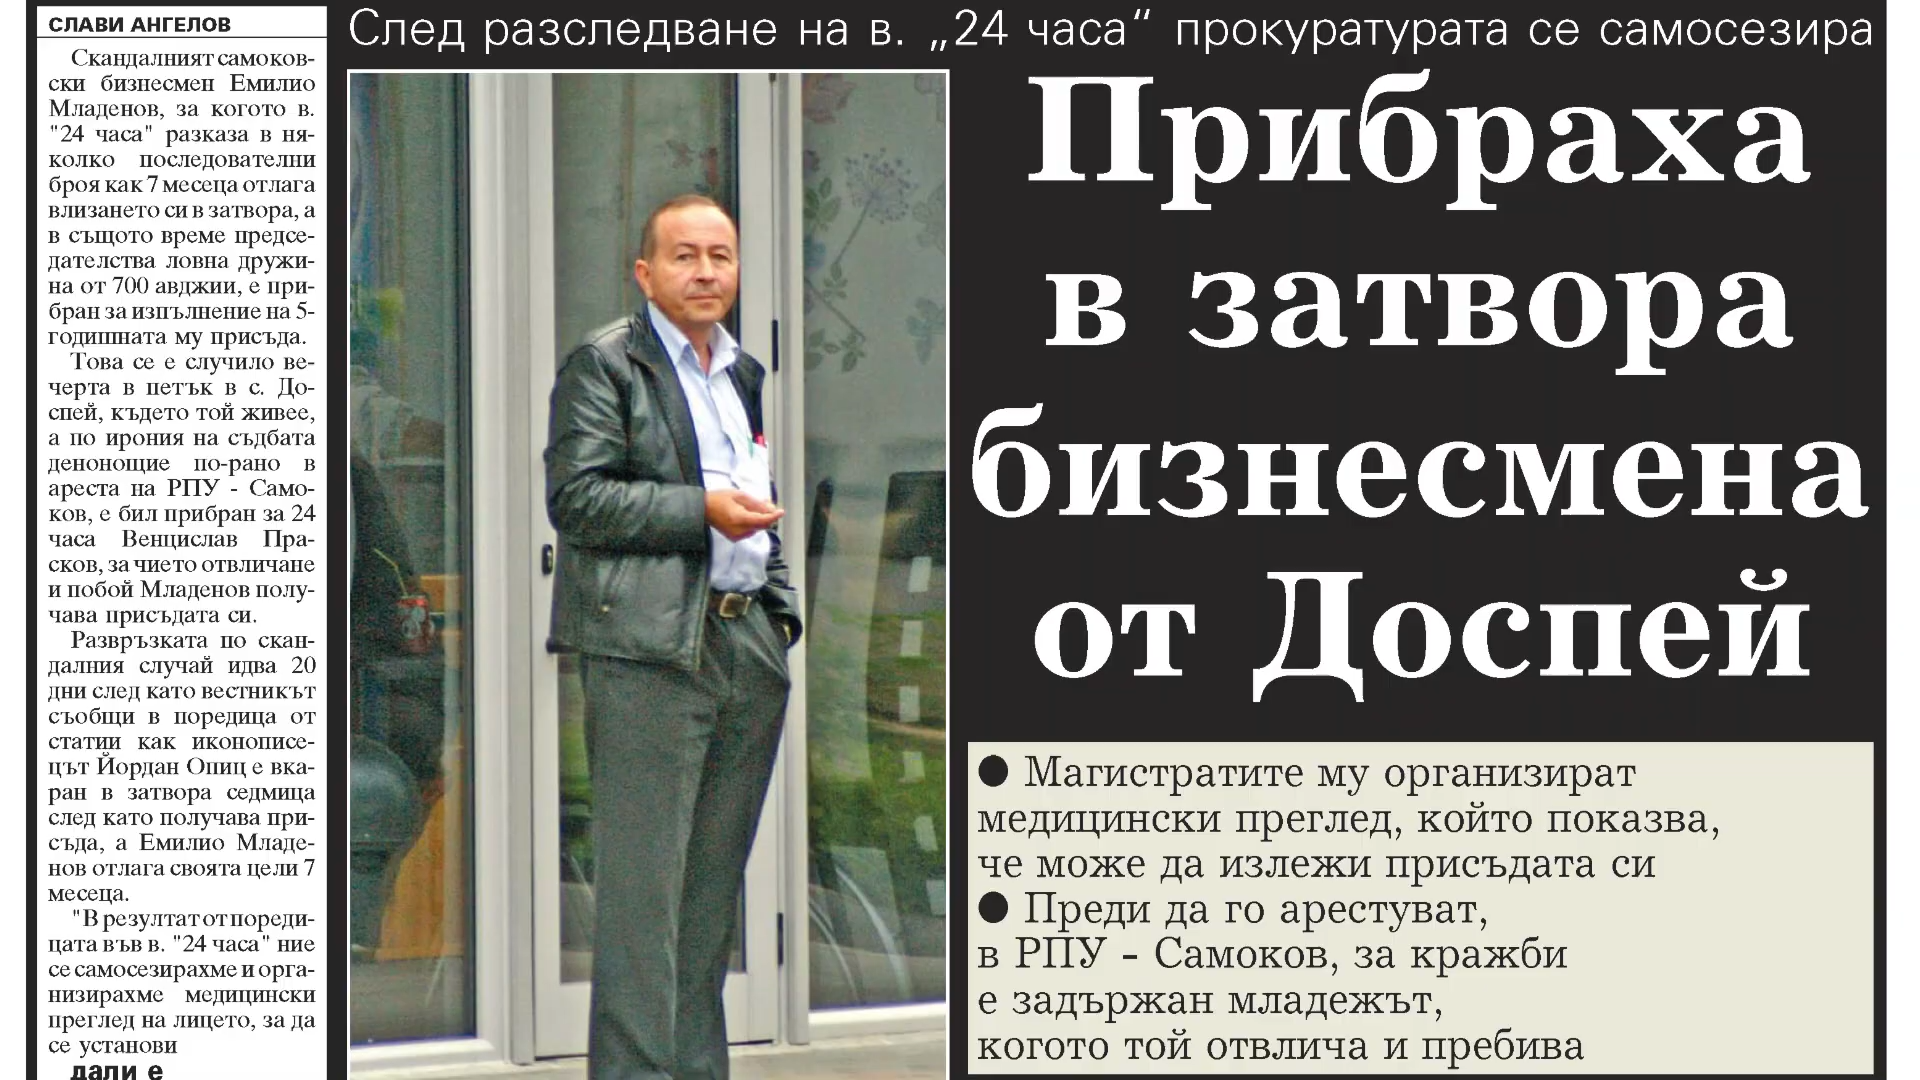 СЛАВИ АНГЕЛОВ
Скандалният самоков-
ски бизнесмен Емилио
Младенов, за когото в.
"24 часа" разказа в ня-
колко последователни
броя как 7 месеца отлага
влизането си в затвора, а
в същото време предсе-
дателства ловна дружи-
на от 700 авджии, е при-
бран за изпълнение на 5-
годишната му присъда.
Това се е случило ве-
черта в петък в с. До-
спей, където той живее,
а по ирония на съдбата
денонощие по-рано в
ареста на РПУ - Само-
ков, е бил прибран за 24
часа Венцислав Пра-
сков, за чието отвличане
и побой Младенов полу-
чава присъдата си.
Развръзката по скан-
далния случай идва 20
дни след като вестникът
съобщи в поредица от
статии как иконописе-
цът Йордан Опиц е вка-
ран в затвора седмица
след като получава при-
съда, а Емилио Младе-
нов отлага своята цели 7
месеца.
"В резултат от пореди-
цата във в. "24 часа" ние
се самосезирахме и орга-
низирахме медицински
преглед на лицето, за да
се установи
дали е
След разследване на в. „24 часа“ прокуратурата се самосезира
Прибраха
в затвора
бизнесмена
от Доспей
● Магистратите му организират
медицински преглед, който показва,
че може да излежи присъдата си
● Преди да го арестуват,
в РПУ - Самоков, за кражби
е задържан младежът,
когото той отвлича и пребива